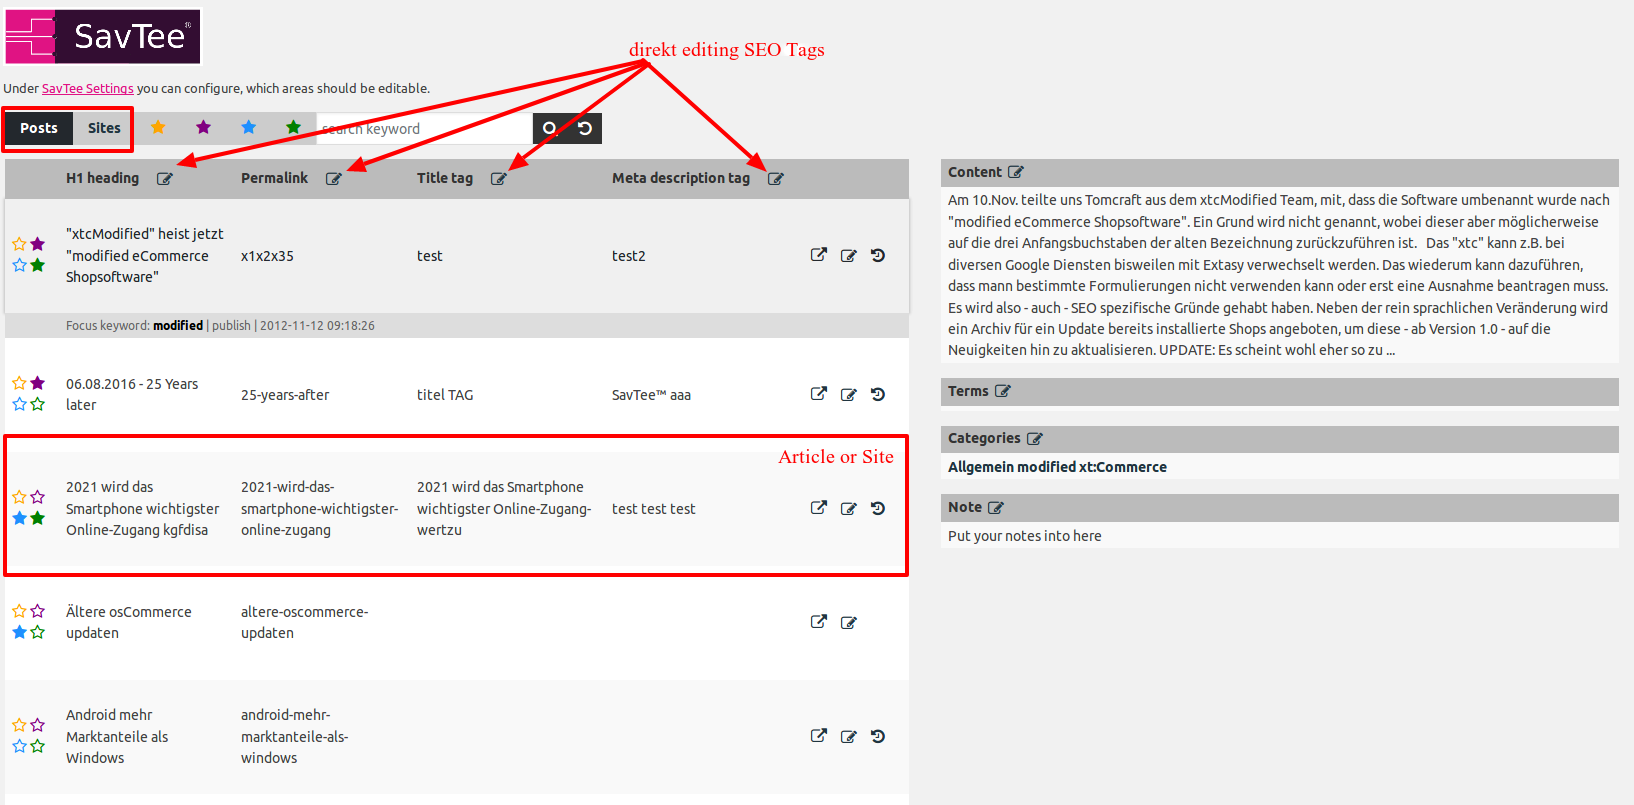 SavTee®
direkt editing SEO Tags
Under SavTee Settings you can configure, which areas should be editable.
Posts Sites search keyword
H1 heading Permalink Title tag Meta description tag
"xtcModified" heist jetzt
"modified eCommerce
Shopsoftware"
x1x2x35
test
test2
Focus keyword: modified | publish | 2012-11-12 09:18:26
06.08.2016 - 25 Years
later
25-years-after
titel TAG
SavTee™ aaa
Article or Site
2021 wird das
Smartphone wichtigster
Online-Zugang kgfdisa
2021-wird-das-
smartphone-wichtigster-
online-zugang
2021 wird das Smartphone
wichtigster Online-Zugang-
wertzu
test test test
Ältere osCommerce
updaten
altere-oscommerce-
updaten
Android mehr
Marktanteile als
Windows
android-mehr-
marktanteile-als-
windows
Content
Am 10.Nov. teilte uns Tomcraft aus dem xtcModified Team, mit, dass die Software umbenannt wurde nach
"modified eCommerce Shopsoftware". Ein Grund wird nicht genannt, wobei dieser aber möglicherweise
auf die drei Anfangsbuchstaben der alten Bezeichnung zurückzuführen ist.   Das "xtc" kann z.B. bei
diversen Google Diensten bisweilen mit Extasy verwechselt werden. Das wiederum kann dazuführen,
dass mann bestimmte Formulierungen nicht verwenden kann oder erst eine Ausnahme beantragen muss.
Es wird also - auch - SEO spezifische Gründe gehabt haben. Neben der rein sprachlichen Veränderung wird
ein Archiv für ein Update bereits installierte Shops angeboten, um diese - ab Version 1.0 - auf die
Neuigkeiten hin zu aktualisieren. UPDATE: Es scheint wohl eher so zu ...
Terms
Categories
Allgemein modified xt:Commerce
Note
Put your notes into here